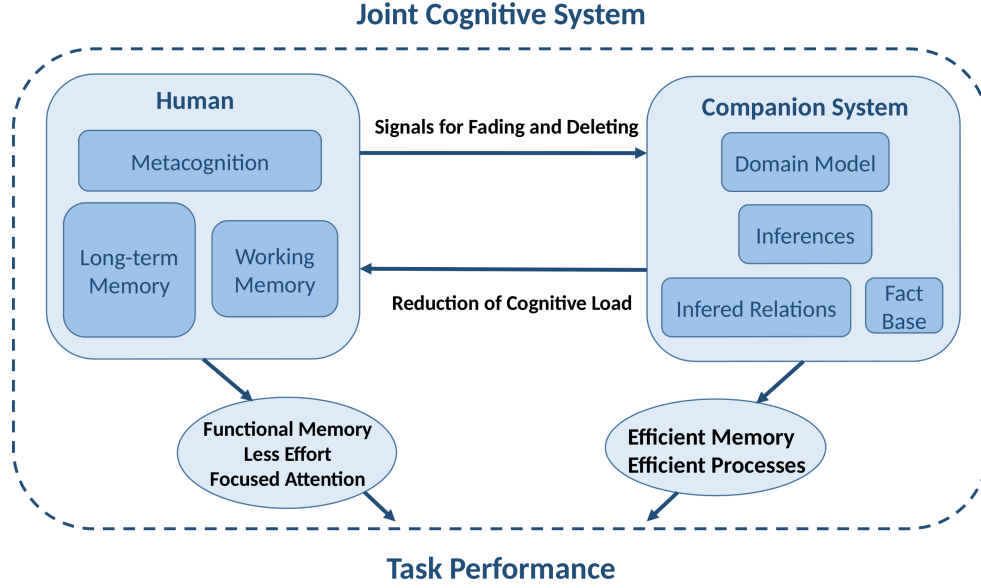 Joint Cognitive System
Human
Metacognition
Long-term
Memory
Working
Memory
Signals for Fading and Deleting
Reduction of Cognitive Load
Companion System
Domain Model
Inferences
Infered Relations
Fact
Base
Functional Memory
Less Effort
Focused Attention
Efficient Memory
Efficient Processes
Task Performance